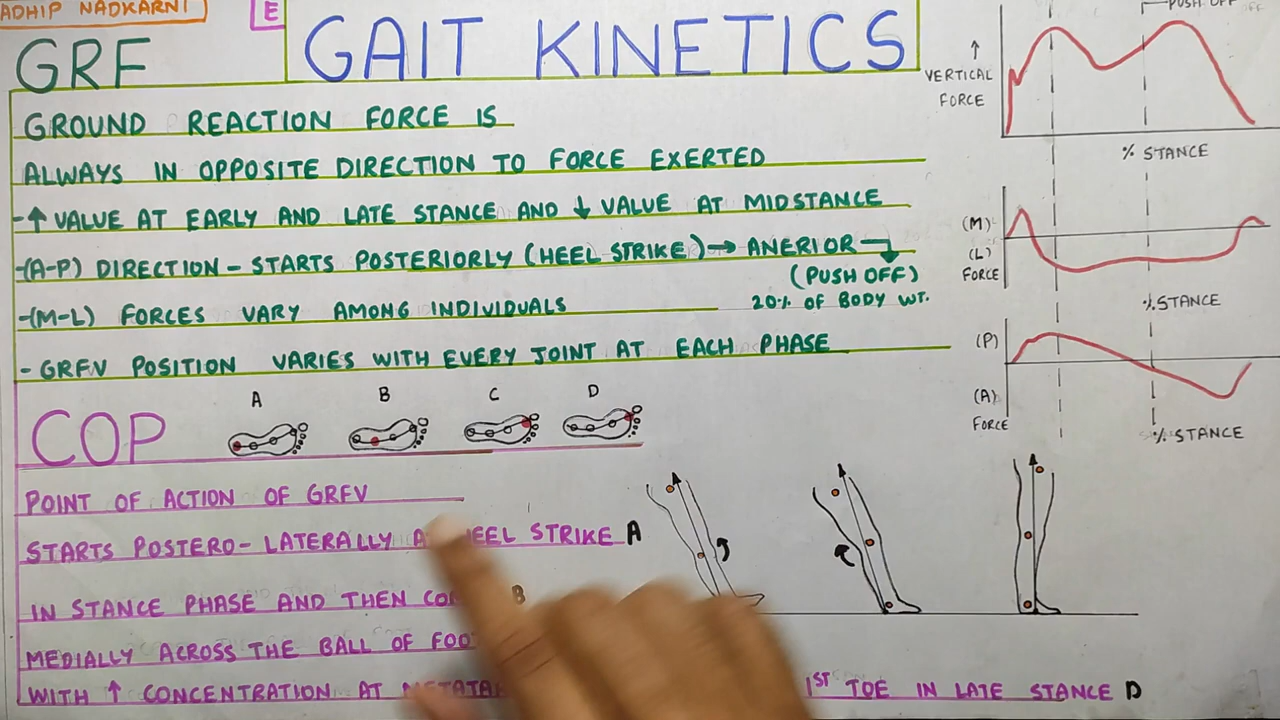 ADHIP NADKARNI
E
GAIT KINETICS
GRF
GROUND REACTION FORCE IS
ALWAYS IN OPPOSITE DIRECTION TO FORCE EXERTED
-↑ VALUE AT EARLY AND LATE STANCE AND ↓ VALUE AT MIDSTANCE
-(A-P) DIRECTION - STARTS POSTERIORLY (HEEL STRIKE) → ANERIOR
(PUSH OFF)
20% OF BODY WT.
-(M-L) FORCES VARY AMONG INDIVIDUALS
- GRFV POSITION VARIES WITH EVERY JOINT AT EACH PHASE
COP
A B C D
POINT OF ACTION OF GRFV
STARTS POSTERO-LATERALLY HEEL STRIKE A
IN STANCE PHASE AND THEN B
MEDIALLY ACROSS THE BALL OF
WITH ↑ CONCENTRATION AT 1ST TOE IN LATE STANCE D
PUSH OFF
↑
VERTICAL
FORCE
% STANCE
(M)
(L)
FORCE
% STANCE
(P)
(A)
FORCE
% STANCE